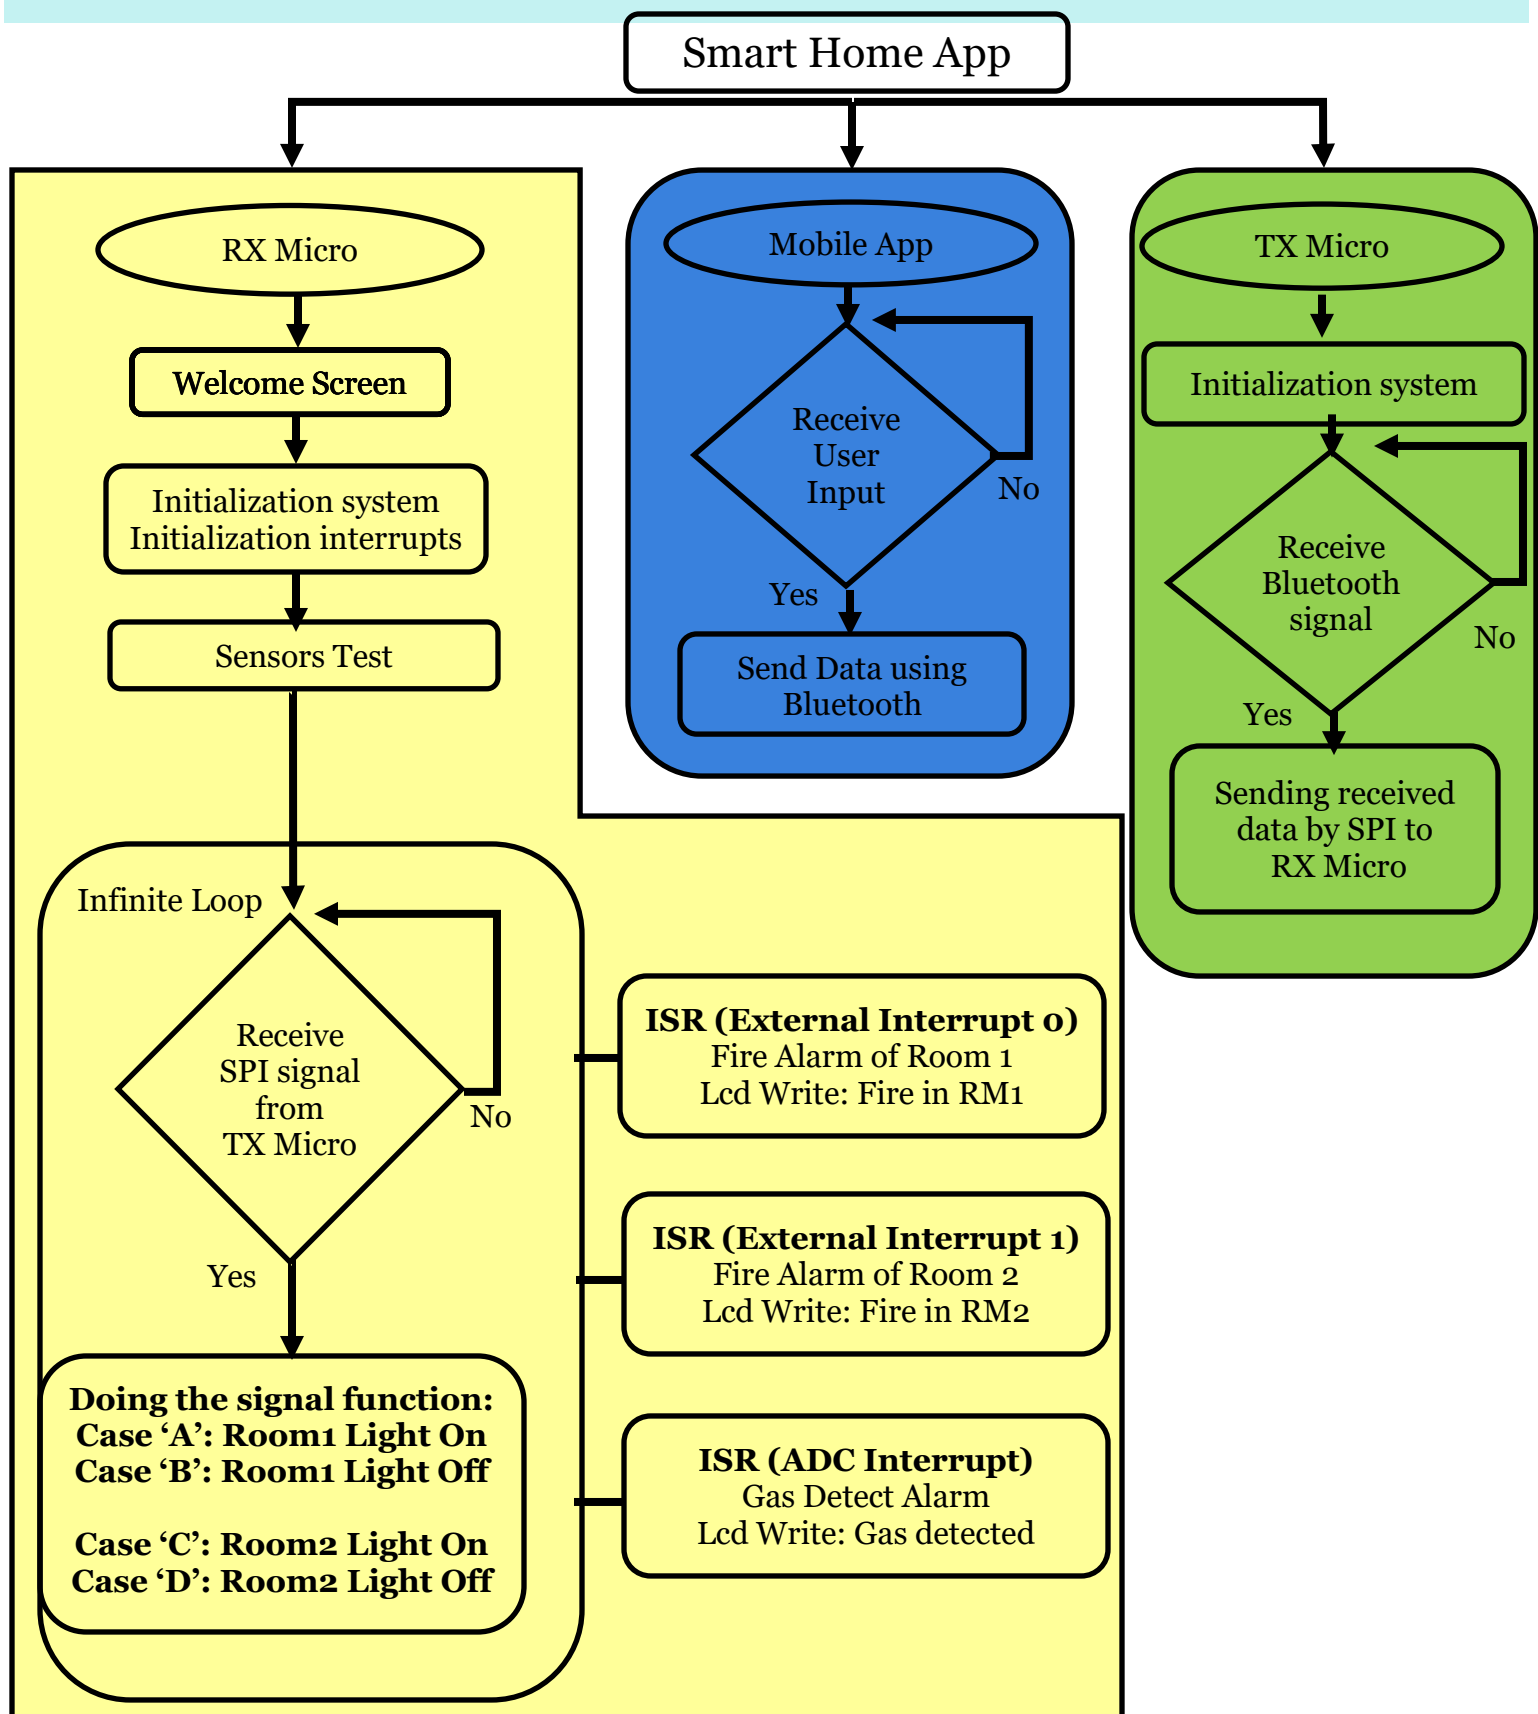 Smart Home App
RX Micro
Welcome Screen
Initialization system
Initialization interrupts
Sensors Test
Infinite Loop
Receive
SPI signal
from
TX Micro
No
Yes
Doing the signal function:
Case ‘A’: Room1 Light On
Case ‘B’: Room1 Light Off
Case ‘C’: Room2 Light On
Case ‘D’: Room2 Light Off
ISR (External Interrupt 0)
Fire Alarm of Room 1
Lcd Write: Fire in RM1
ISR (External Interrupt 1)
Fire Alarm of Room 2
Lcd Write: Fire in RM2
ISR (ADC Interrupt)
Gas Detect Alarm
Lcd Write: Gas detected
Mobile App
Receive
User
Input
No
Yes
Send Data using
Bluetooth
TX Micro
Initialization system
Receive
Bluetooth
signal
No
Yes
Sending received
data by SPI to
RX Micro